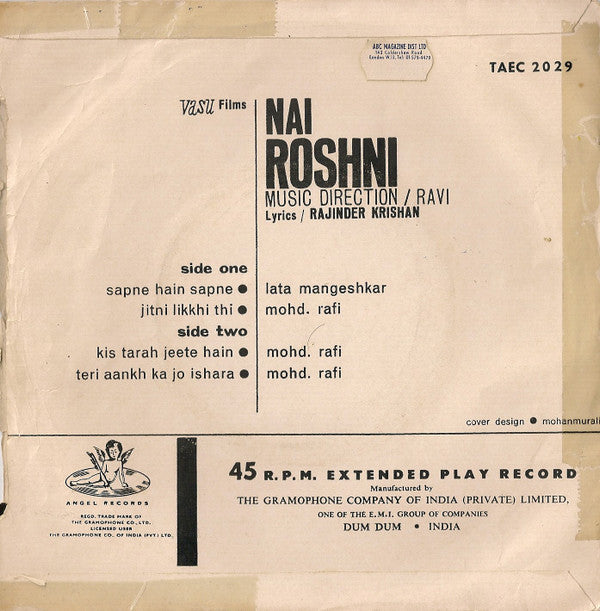 ABC MAGAZINE DIST LTD
TAEC 2029
Vasu Films
NAI
ROSHNI
MUSIC DIRECTION / RAVI
Lyrics / RAJINDER KRISHAN
side one
sapne hain sapne ● lata mangeshkar
jitni likkhi thi ● mohd. rafi
side two
kis tarah jeete hain ● mohd. rafi
teri aankh ka jo ishara ● mohd. rafi
cover design ● mohanmurali
ANGEL RECORDS
REGD. TRADE MARK OF
THE GRAMOPHONE CO., LTD.
LICENSED USER
THE GRAMOPHONE CO. OF INDIA (PVT) LTD.
45 R.P.M. EXTENDED PLAY RECORD
Manufactured by
THE GRAMOPHONE COMPANY OF INDIA (PRIVATE) LIMITED,
ONE OF THE E.M.I. GROUP OF COMPANIES
DUM DUM • INDIA